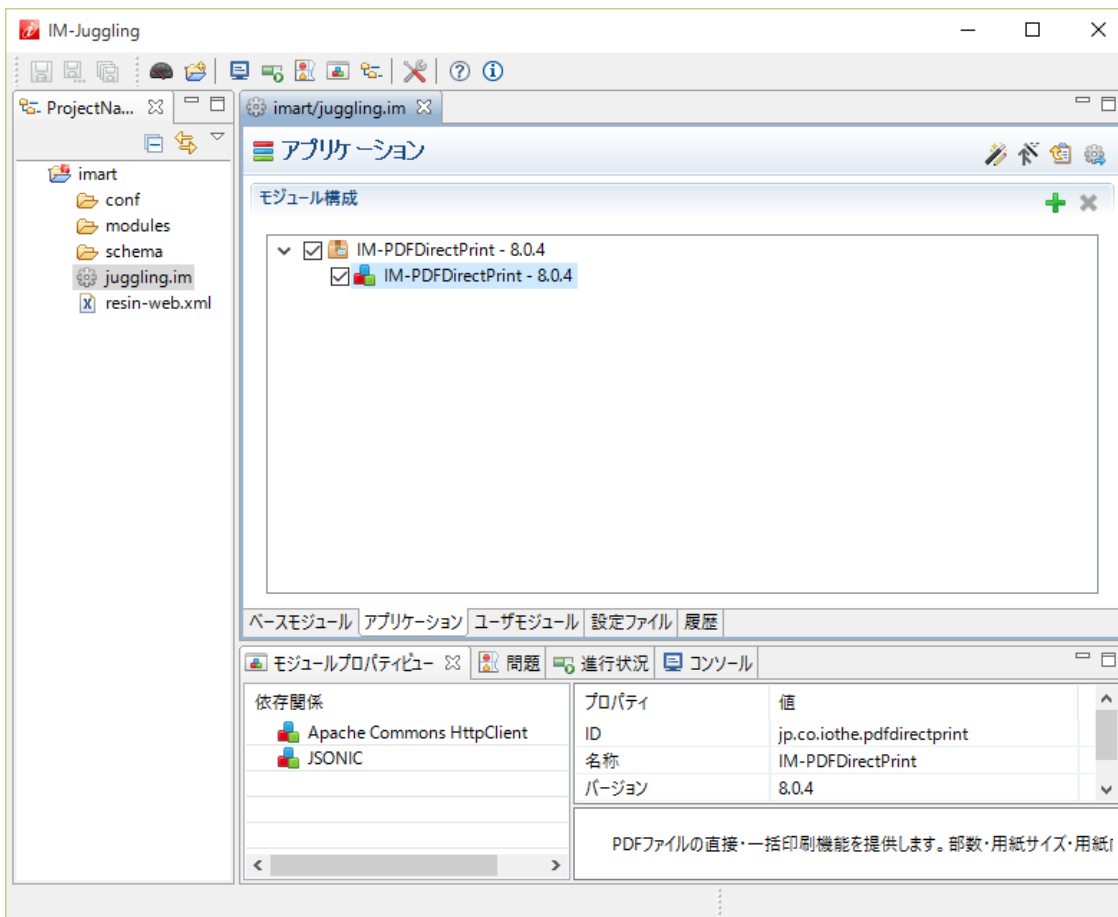 IM-Juggling
ProjectNa...
imart
conf
modules
schema
juggling.im
resin-web.xml
imart/juggling.im
アプリケーション
モジュール構成
IM-PDFDirectPrint - 8.0.4
IM-PDFDirectPrint - 8.0.4
ベースモジュール アプリケーション ユーザモジュール 設定ファイル 履歴
モジュールプロパティビュー 問題 進行状況 コンソール
依存関係
Apache Commons HttpClient
JSONIC
プロパティ 値
ID jp.co.iothe.pdfdirectprint
名称 IM-PDFDirectPrint
バージョン 8.0.4
PDFファイルの直接・一括印刷機能を提供します。部数・用紙サイズ・用紙